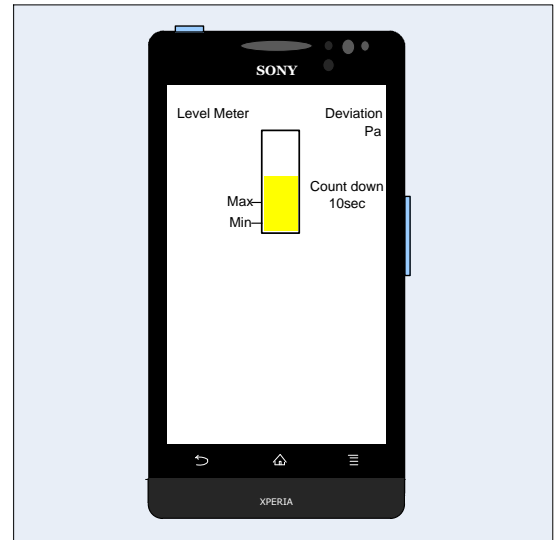 SONY
Level Meter
Deviation
Pa
Count down
10sec
Max
Min
XPERIA